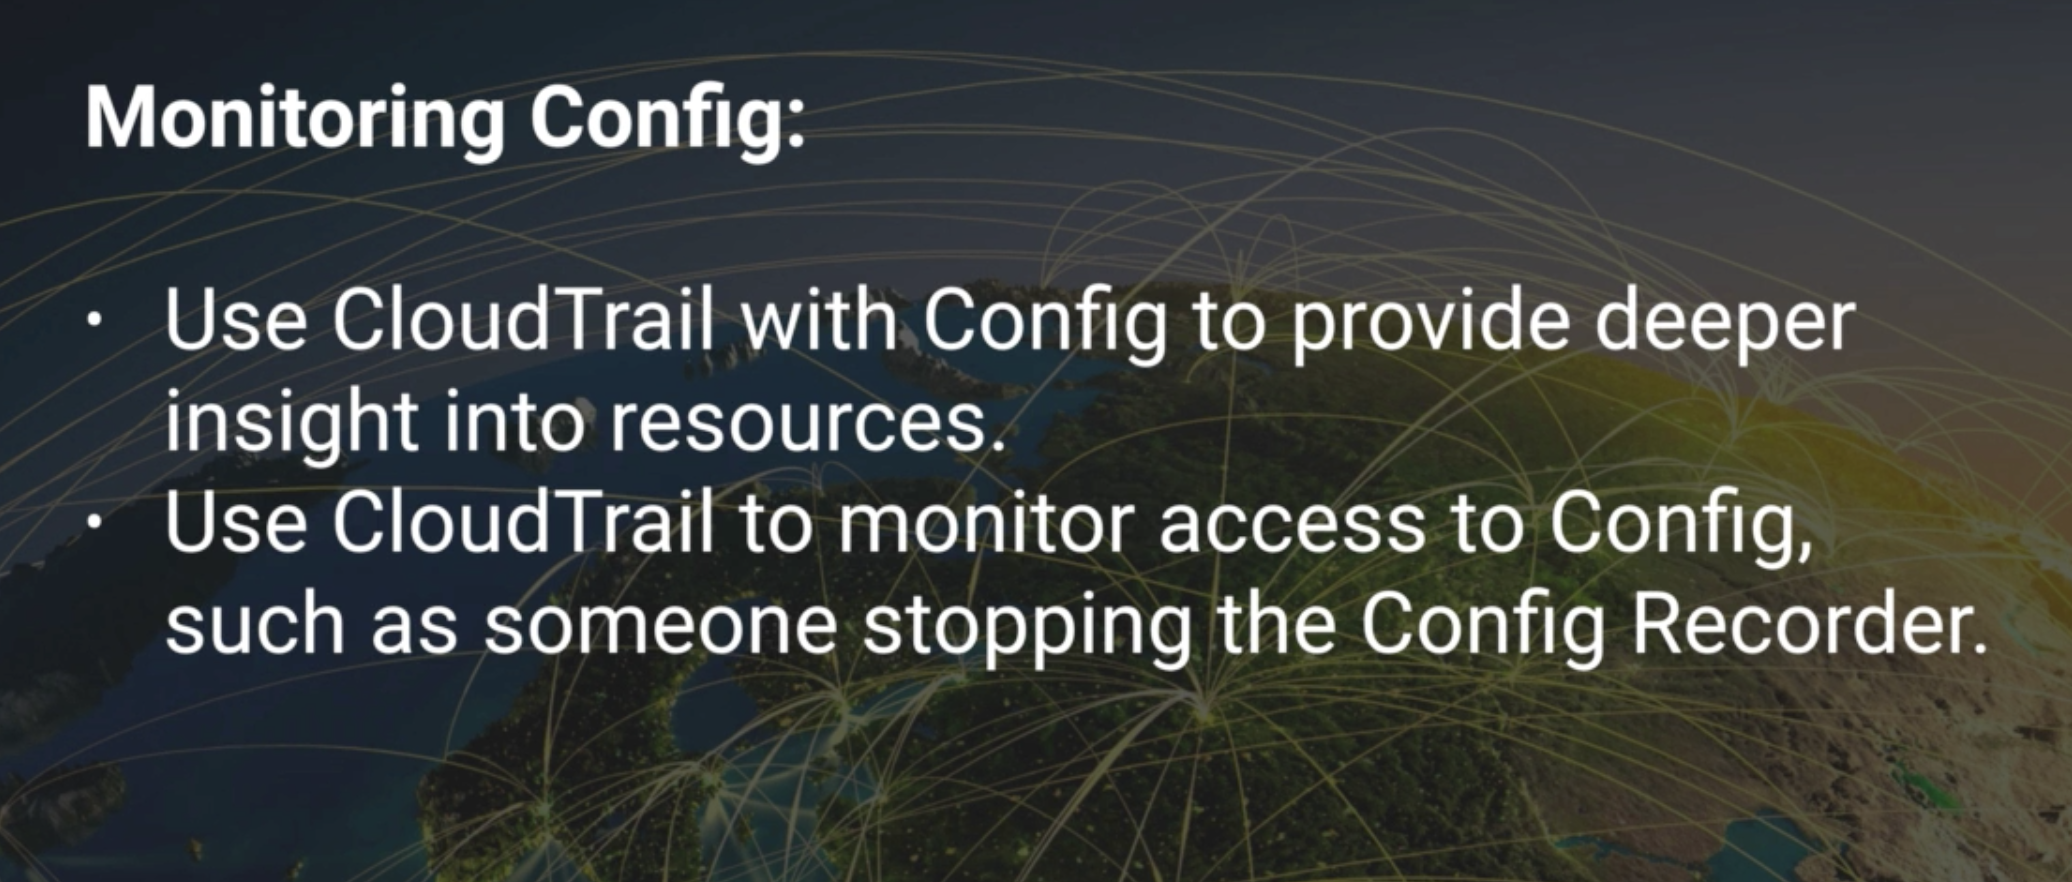 Monitoring Config:
• Use CloudTrail with Config to provide deeper
insight into resources.
• Use CloudTrail to monitor access to Config,
such as someone stopping the Config Recorder.